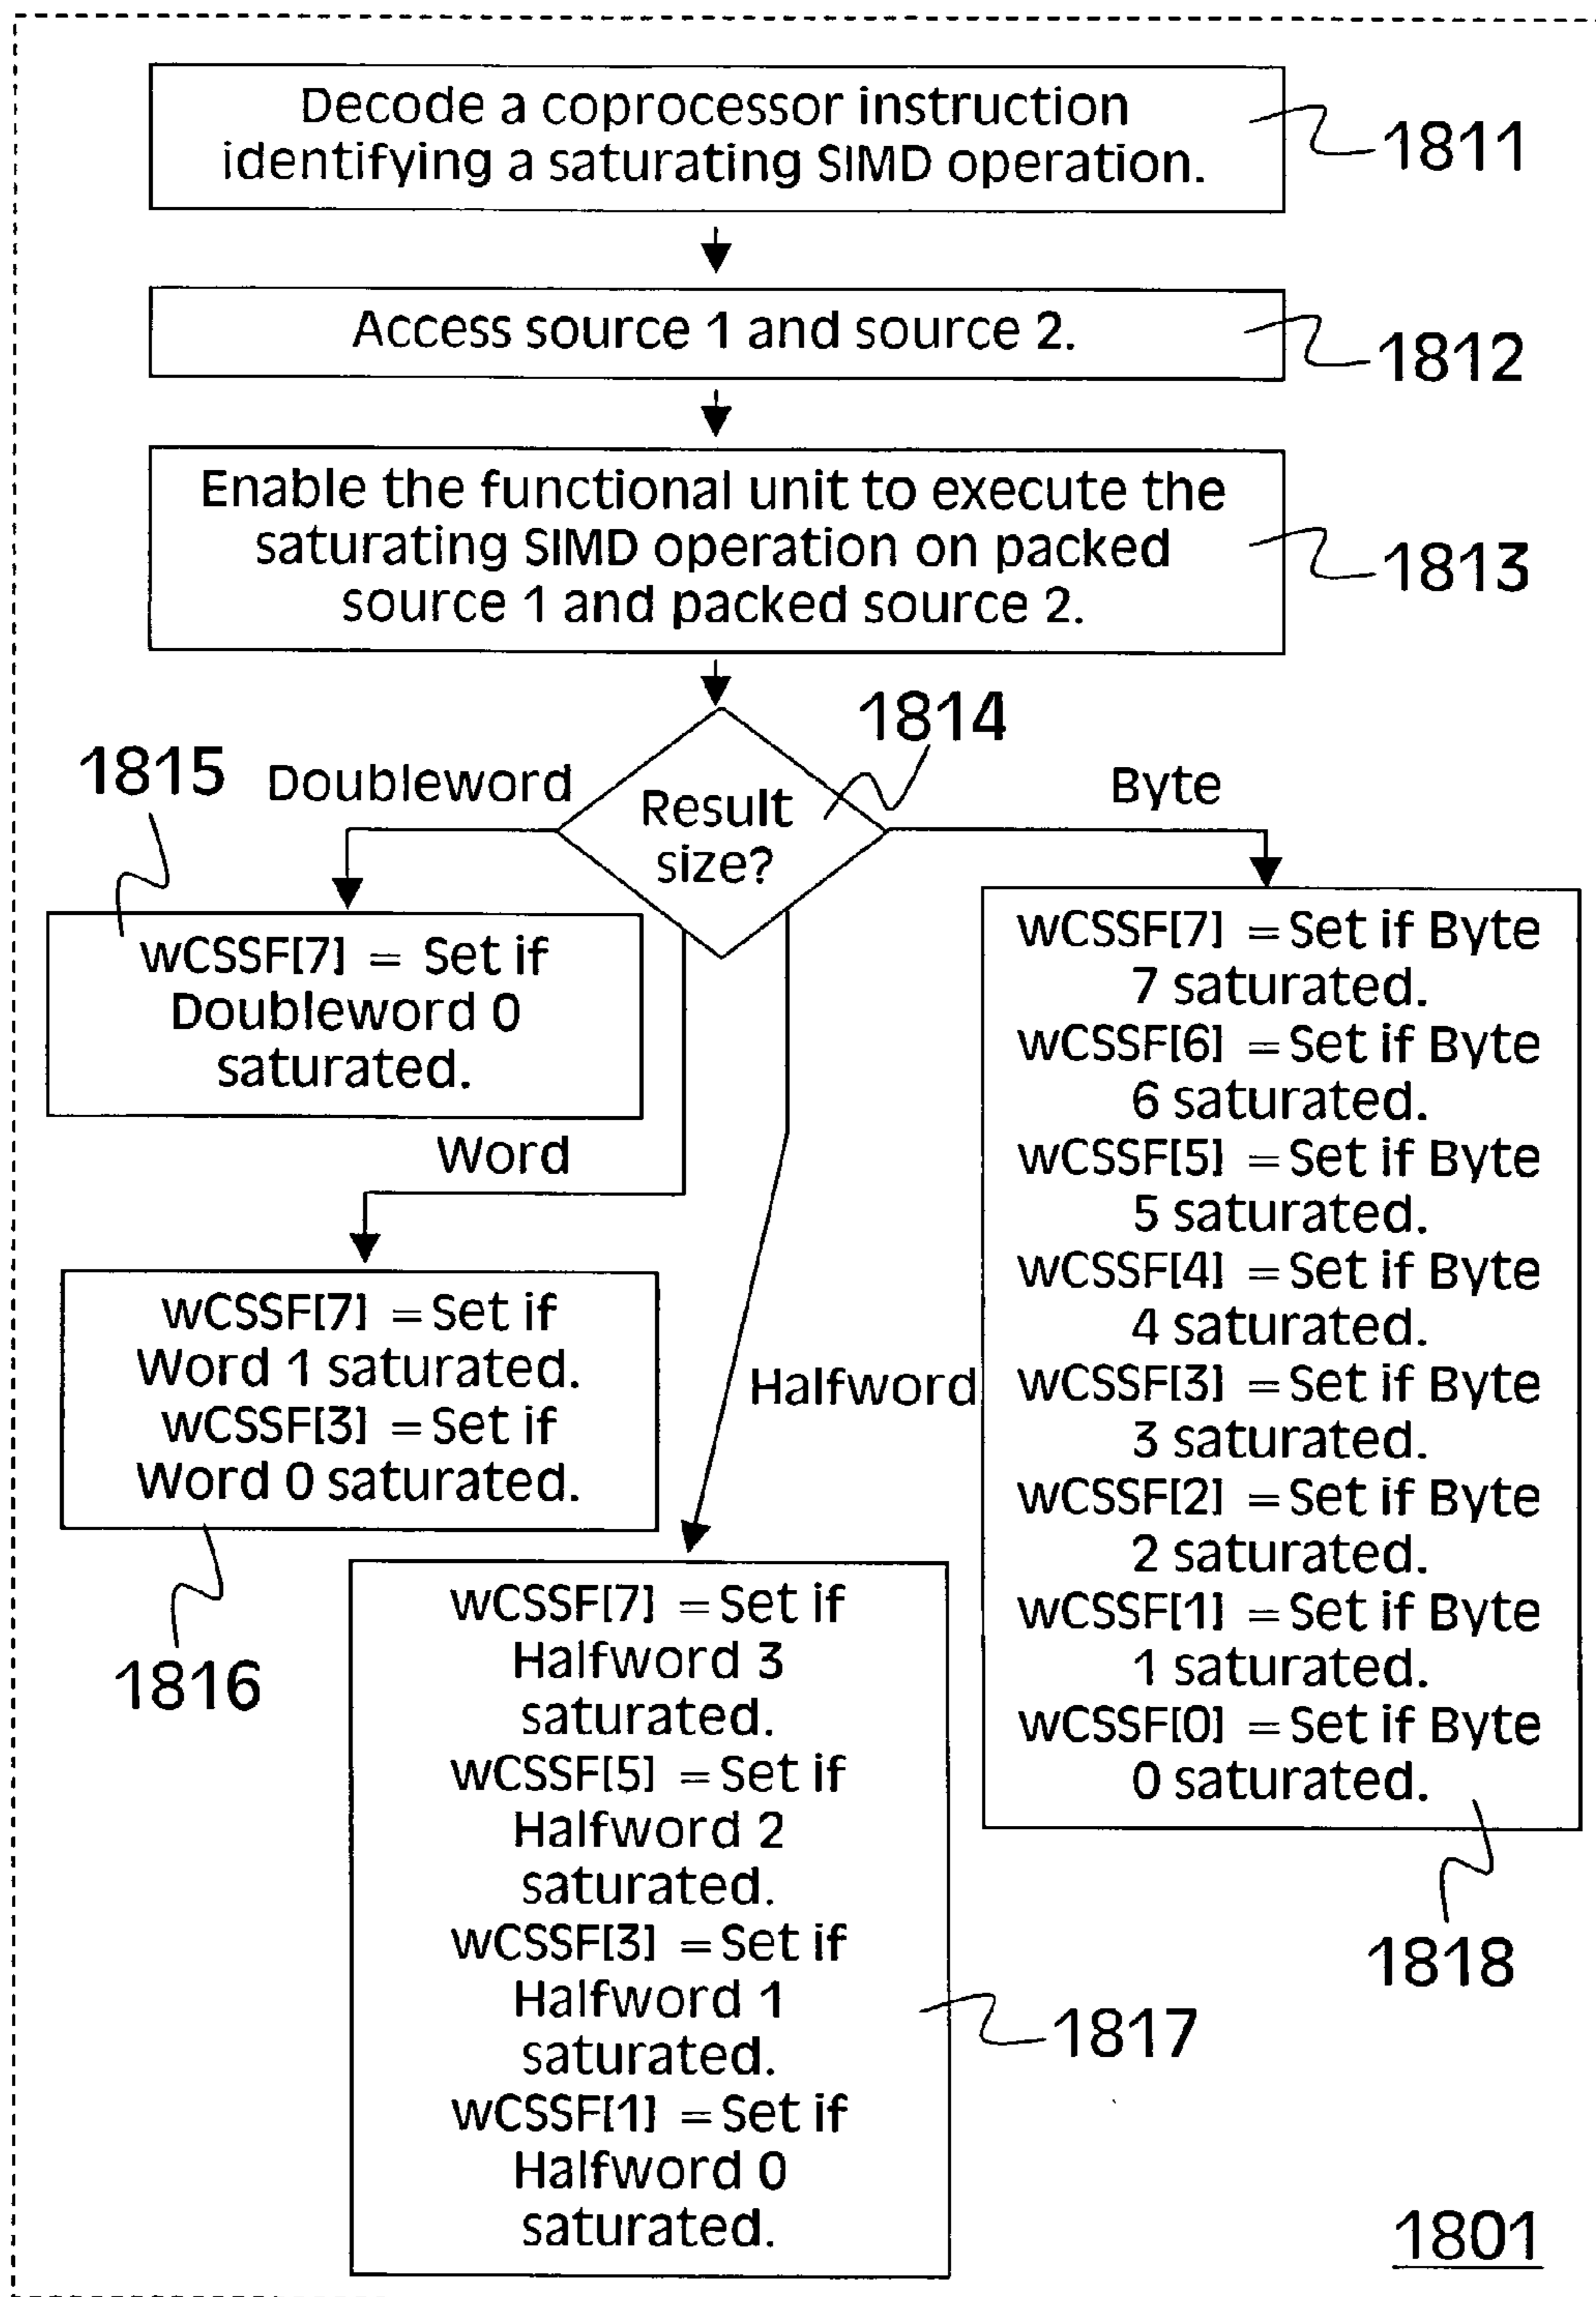 Decode a coprocessor instruction
identifying a saturating SIMD operation.
1811
Access source 1 and source 2.
1812
Enable the functional unit to execute the
saturating SIMD operation on packed
source 1 and packed source 2.
1813
1814
Result
size?
1815
Doubleword
wCSSF[7] = Set if
Doubleword 0
saturated.
Word
wCSSF[7] = Set if
Word 1 saturated.
wCSSF[3] = Set if
Word 0 saturated.
1816
Halfword
wCSSF[7] = Set if
Halfword 3
saturated.
wCSSF[5] = Set if
Halfword 2
saturated.
wCSSF[3] = Set if
Halfword 1
saturated.
wCSSF[1] = Set if
Halfword 0
saturated.
1817
Byte
wCSSF[7] = Set if Byte
7 saturated.
wCSSF[6] = Set if Byte
6 saturated.
wCSSF[5] = Set if Byte
5 saturated.
wCSSF[4] = Set if Byte
4 saturated.
wCSSF[3] = Set if Byte
3 saturated.
wCSSF[2] = Set if Byte
2 saturated.
wCSSF[1] = Set if Byte
1 saturated.
wCSSF[0] = Set if Byte
0 saturated.
1818
1801